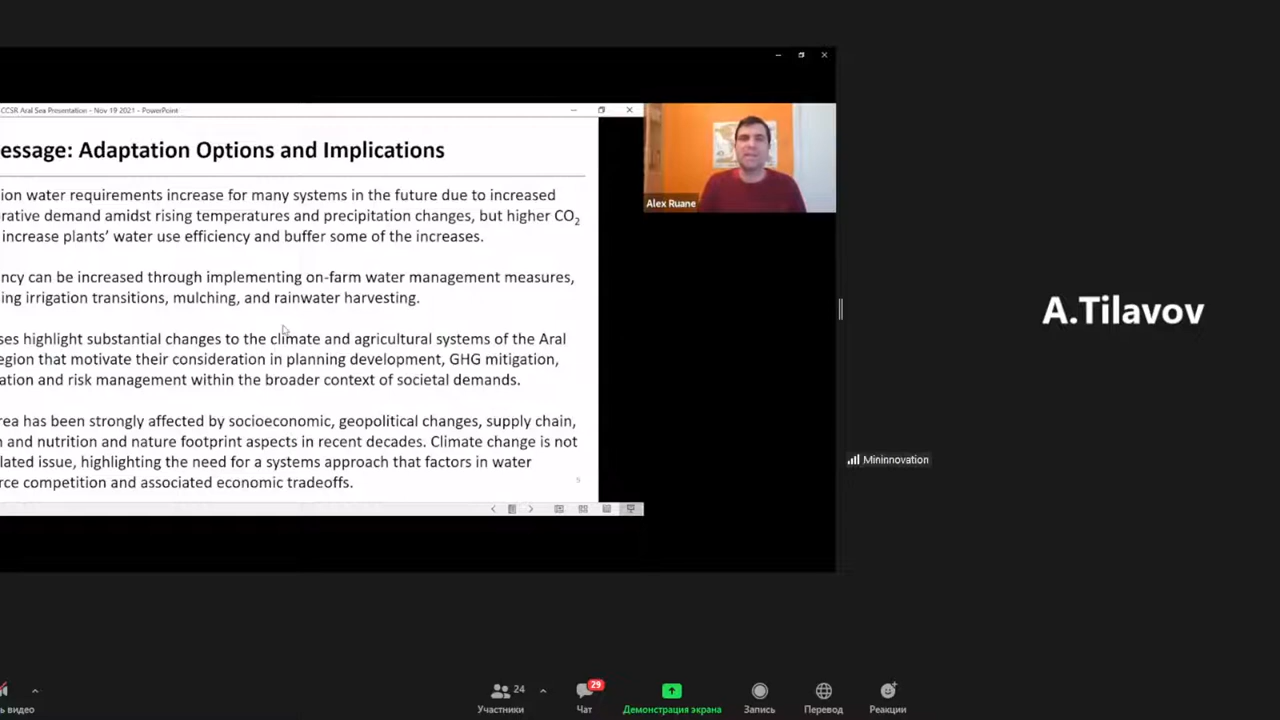 CCSR Aral Sea Presentation - Nov 19 2021 - PowerPoint
essage: Adaptation Options and Implications
ion water requirements increase for many systems in the future due to increased
rative demand amidst rising temperatures and precipitation changes, but higher CO2
increase plants' water use efficiency and buffer some of the increases.
ncy can be increased through implementing on-farm water management measures,
ing irrigation transitions, mulching, and rainwater harvesting.
ses highlight substantial changes to the climate and agricultural systems of the Aral
egion that motivate their consideration in planning development, GHG mitigation,
ation and risk management within the broader context of societal demands.
rea has been strongly affected by socioeconomic, geopolitical changes, supply chain,
n and nutrition and nature footprint aspects in recent decades. Climate change is not
lated issue, highlighting the need for a systems approach that factors in water
rce competition and associated economic tradeoffs.
5
Alex Ruane
A.Tilavov
Mininnovation
ь видео
24
Участники
29
Чат
Демонстрация экрана
Запись
Перевод
Реакции